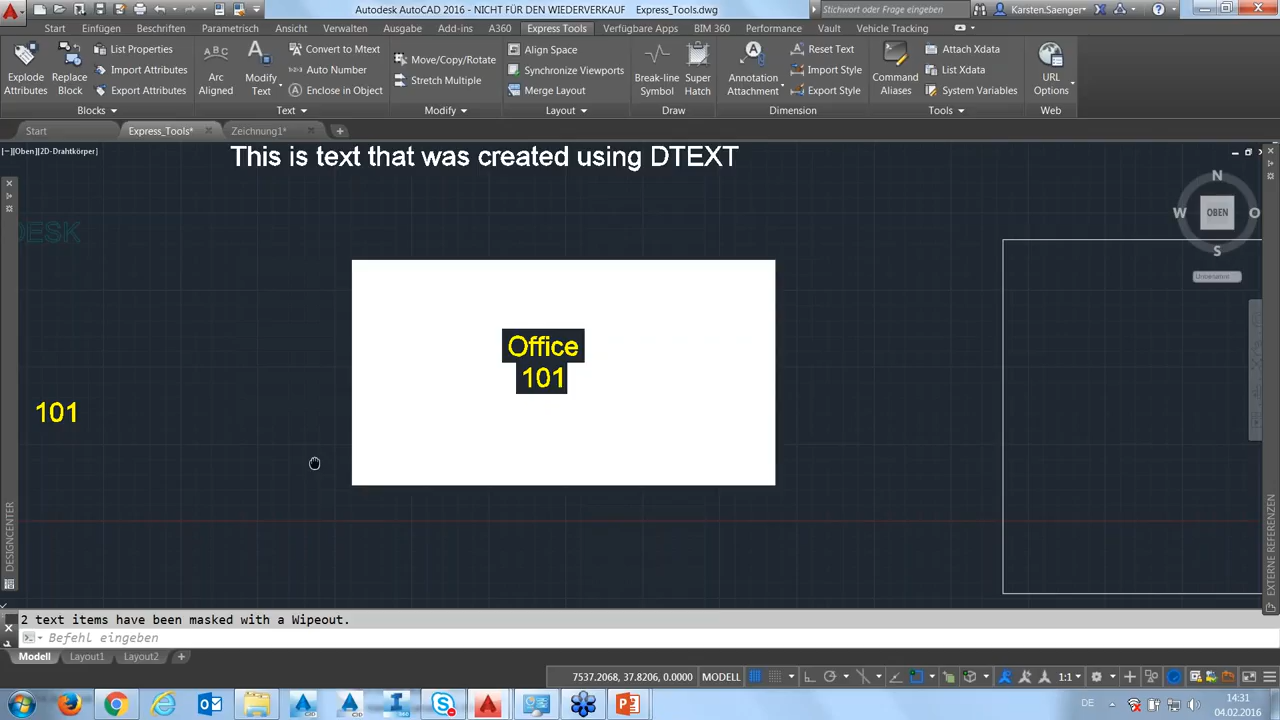 Autodesk AutoCAD 2016 - NICHT FÜR DEN WIEDERVERKAUF Express_Tools.dwg
Stichwort oder Frage eingeben
Karsten.Saenger
Start Einfügen Beschriften Parametrisch Ansicht Verwalten Ausgabe Add-ins A360 Express Tools Verfügbare Apps BIM 360 Performance Vault Vehicle Tracking
Explode Attributes
Replace Block
List Properties
Import Attributes
Export Attributes
Blocks
Arc Aligned
Modify Text
Convert to Mtext
Auto Number
Enclose in Object
Text
Move/Copy/Rotate
Stretch Multiple
Modify
Align Space
Synchronize Viewports
Merge Layout
Layout
Break-line Symbol
Super Hatch
Draw
Annotation Attachment
Reset Text
Import Style
Export Style
Dimension
Command Aliases
Attach Xdata
List Xdata
System Variables
Tools
URL Options
Web
Start Express_Tools* Zeichnung1*
[−][Oben][2D-Drahtkörper]
This is text that was created using DTEXT
N
W OBEN O
S
Unbenannt
DESK
Office
101
101
DESIGNCENTER
EXTERNE REFERENZEN
2 text items have been masked with a Wipeout.
Befehl eingeben
Modell Layout1 Layout2 +
7537.2068, 37.8206, 0.0000 MODELL 1:1
DE 14:31
04.02.2016